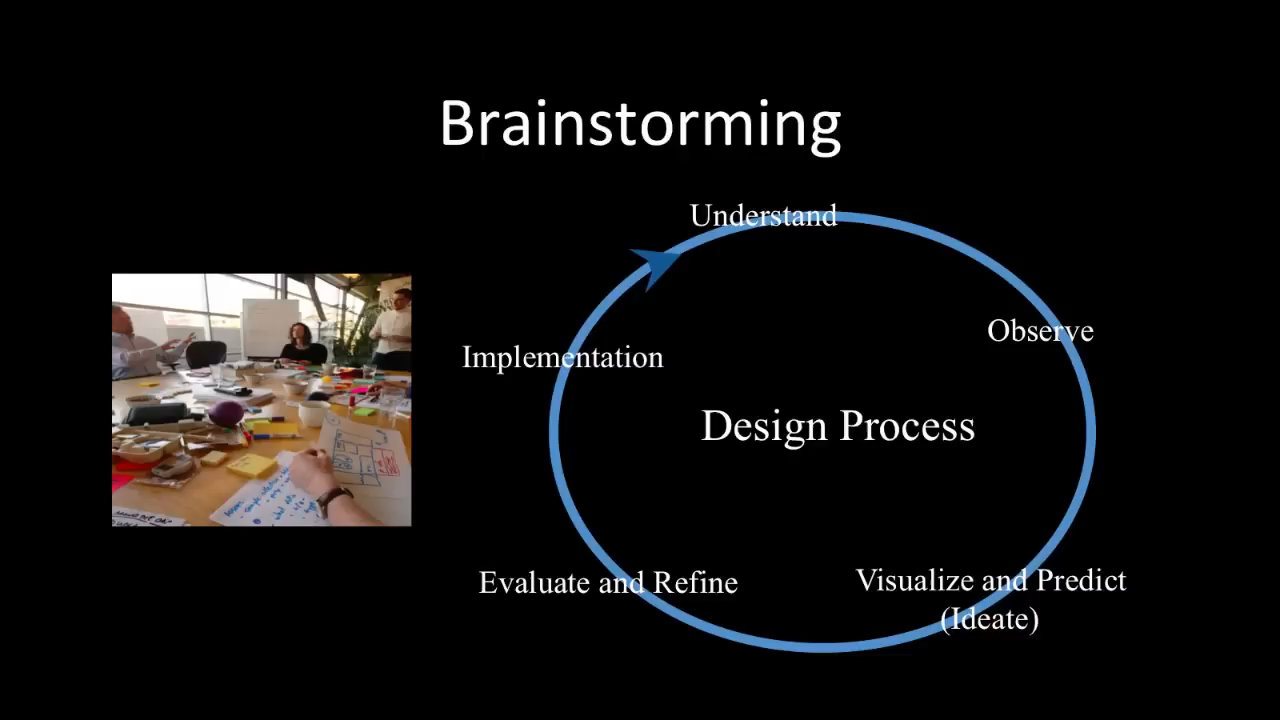 Brainstorming
Understand
Observe
Implementation
Design Process
Evaluate and Refine
Visualize and Predict
(Ideate)